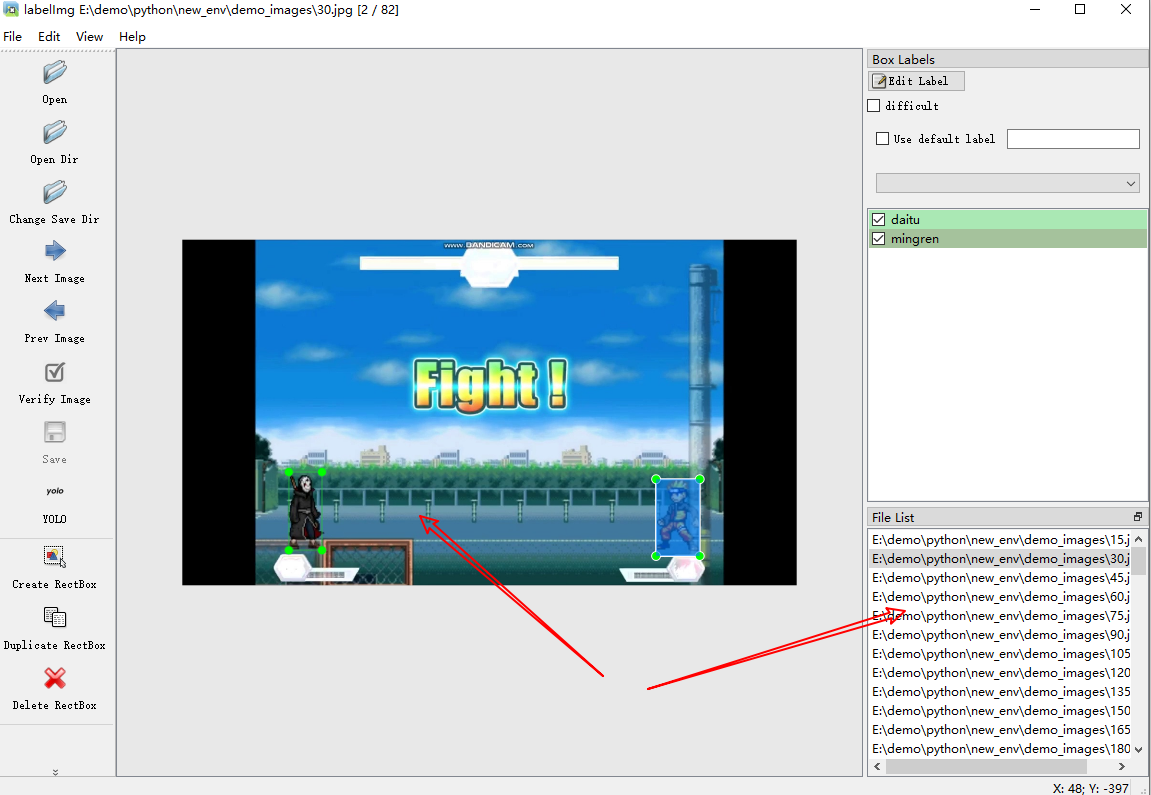 labelImg E:\demo\python\new_env\demo_images\30.jpg [2 / 82]
File Edit View Help
Open
Open Dir
Change Save Dir
Next Image
Prev Image
Verify Image
Save
yolo
YOLO
Create RectBox
Duplicate RectBox
Delete RectBox
WWW.BANDICAM.COM
Fight !
Box Labels
Edit Label
difficult
Use default label
daitu
mingren
File List
E:\demo\python\new_env\demo_images\15.j
E:\demo\python\new_env\demo_images\30.j
E:\demo\python\new_env\demo_images\45.j
E:\demo\python\new_env\demo_images\60.j
E:\demo\python\new_env\demo_images\75.j
E:\demo\python\new_env\demo_images\90.j
E:\demo\python\new_env\demo_images\105
E:\demo\python\new_env\demo_images\120
E:\demo\python\new_env\demo_images\135
E:\demo\python\new_env\demo_images\150
E:\demo\python\new_env\demo_images\165
E:\demo\python\new_env\demo_images\180
X: 48; Y: -397